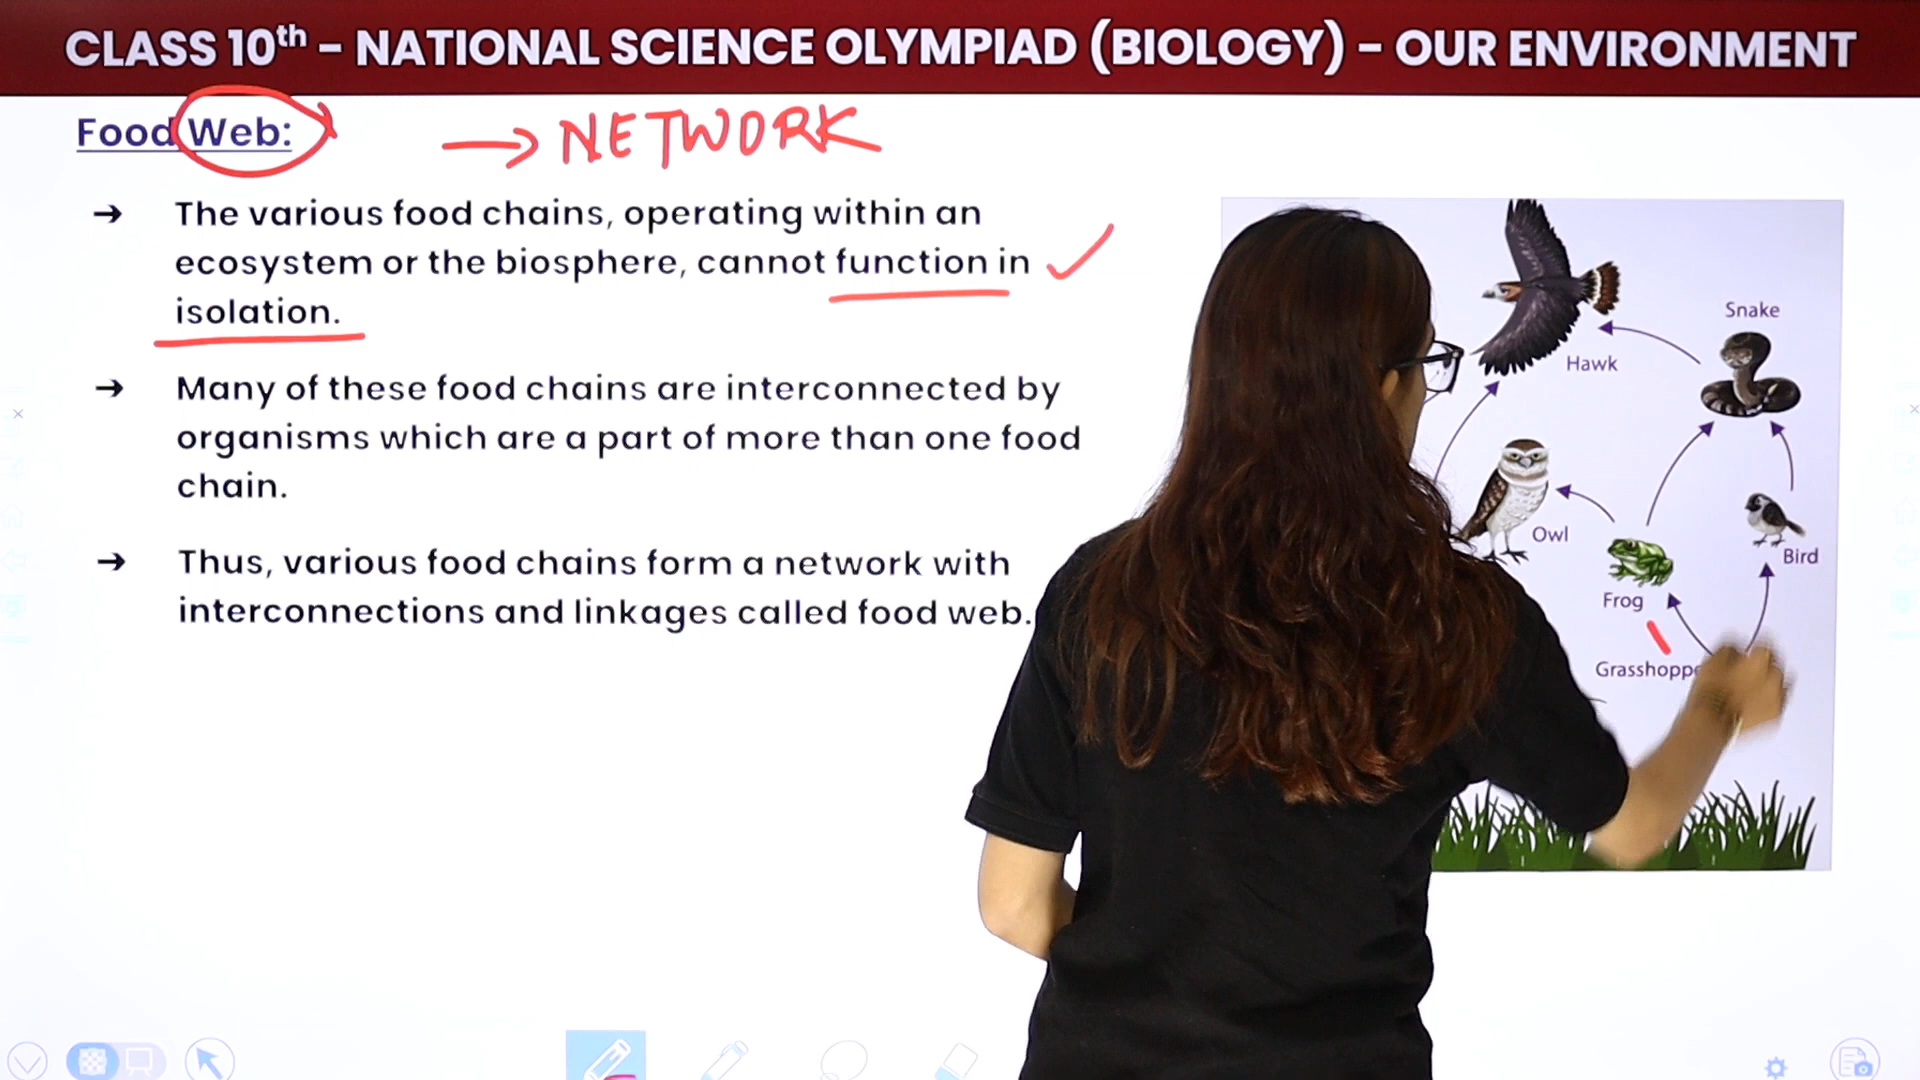 CLASS 10th – NATIONAL SCIENCE OLYMPIAD (BIOLOGY) – OUR ENVIRONMENT
Food Web: → NETWORK
➔ The various food chains, operating within an
ecosystem or the biosphere, cannot function in
isolation.
➔ Many of these food chains are interconnected by
organisms which are a part of more than one food
chain.
➔ Thus, various food chains form a network with
interconnections and linkages called food web.
Snake
Hawk
Owl
Bird
Frog
Grasshoppe